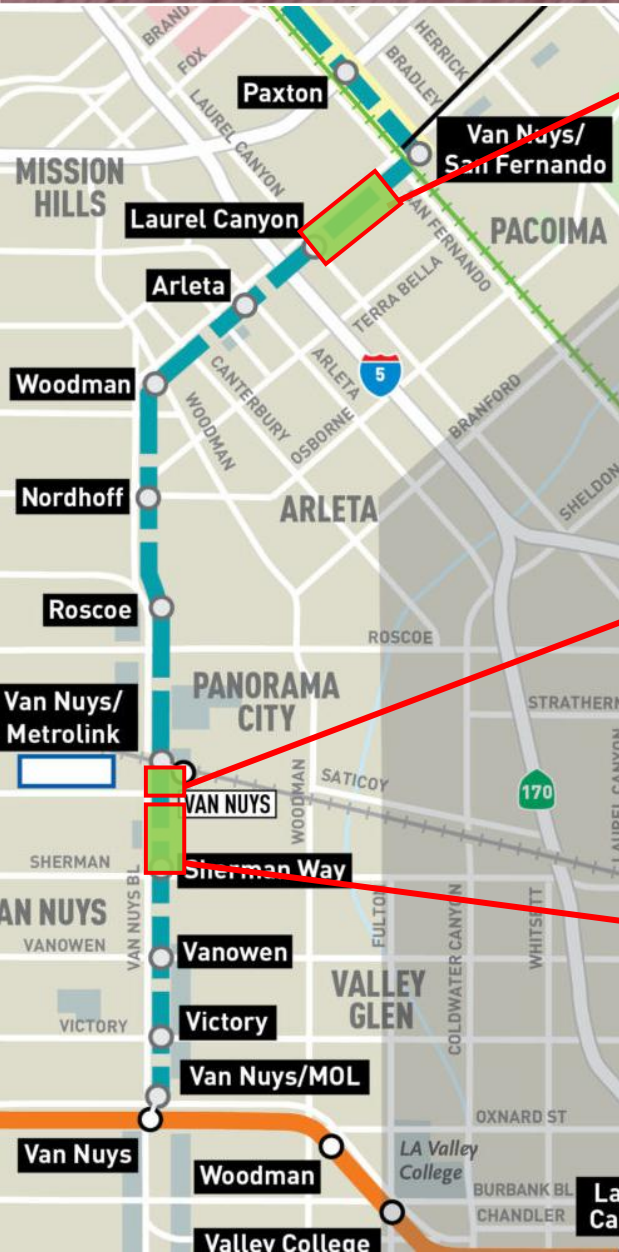 BRAND
FOX
HERRICK
BRADLEY
Paxton
LAUREL CANYON
Van Nuys/
San Fernando
MISSION
HILLS
Laurel Canyon
SAN FERNANDO
PACOIMA
Arleta
TERRA BELLA
Woodman
ARLETA
5
CANTERBURY
WOODMAN
OSBORNE
BRANFORD
Nordhoff
ARLETA
SHELDON
Roscoe
ROSCOE
PANORAMA
CITY
STRATHERN
Van Nuys/
Metrolink
SATICOY
WOODMAN
170
LAUREL CANYON
VAN NUYS
SHERMAN
Sherman Way
VAN NUYS BL
AN NUYS
VANOWEN
Vanowen
FULTON
COLDWATER CANYON
WHITSETT
VALLEY
GLEN
VICTORY
Victory
Van Nuys/MOL
OXNARD ST
Van Nuys
Woodman
LA Valley
College
BURBANK BL
CHANDLER
La
Ca
Valley College